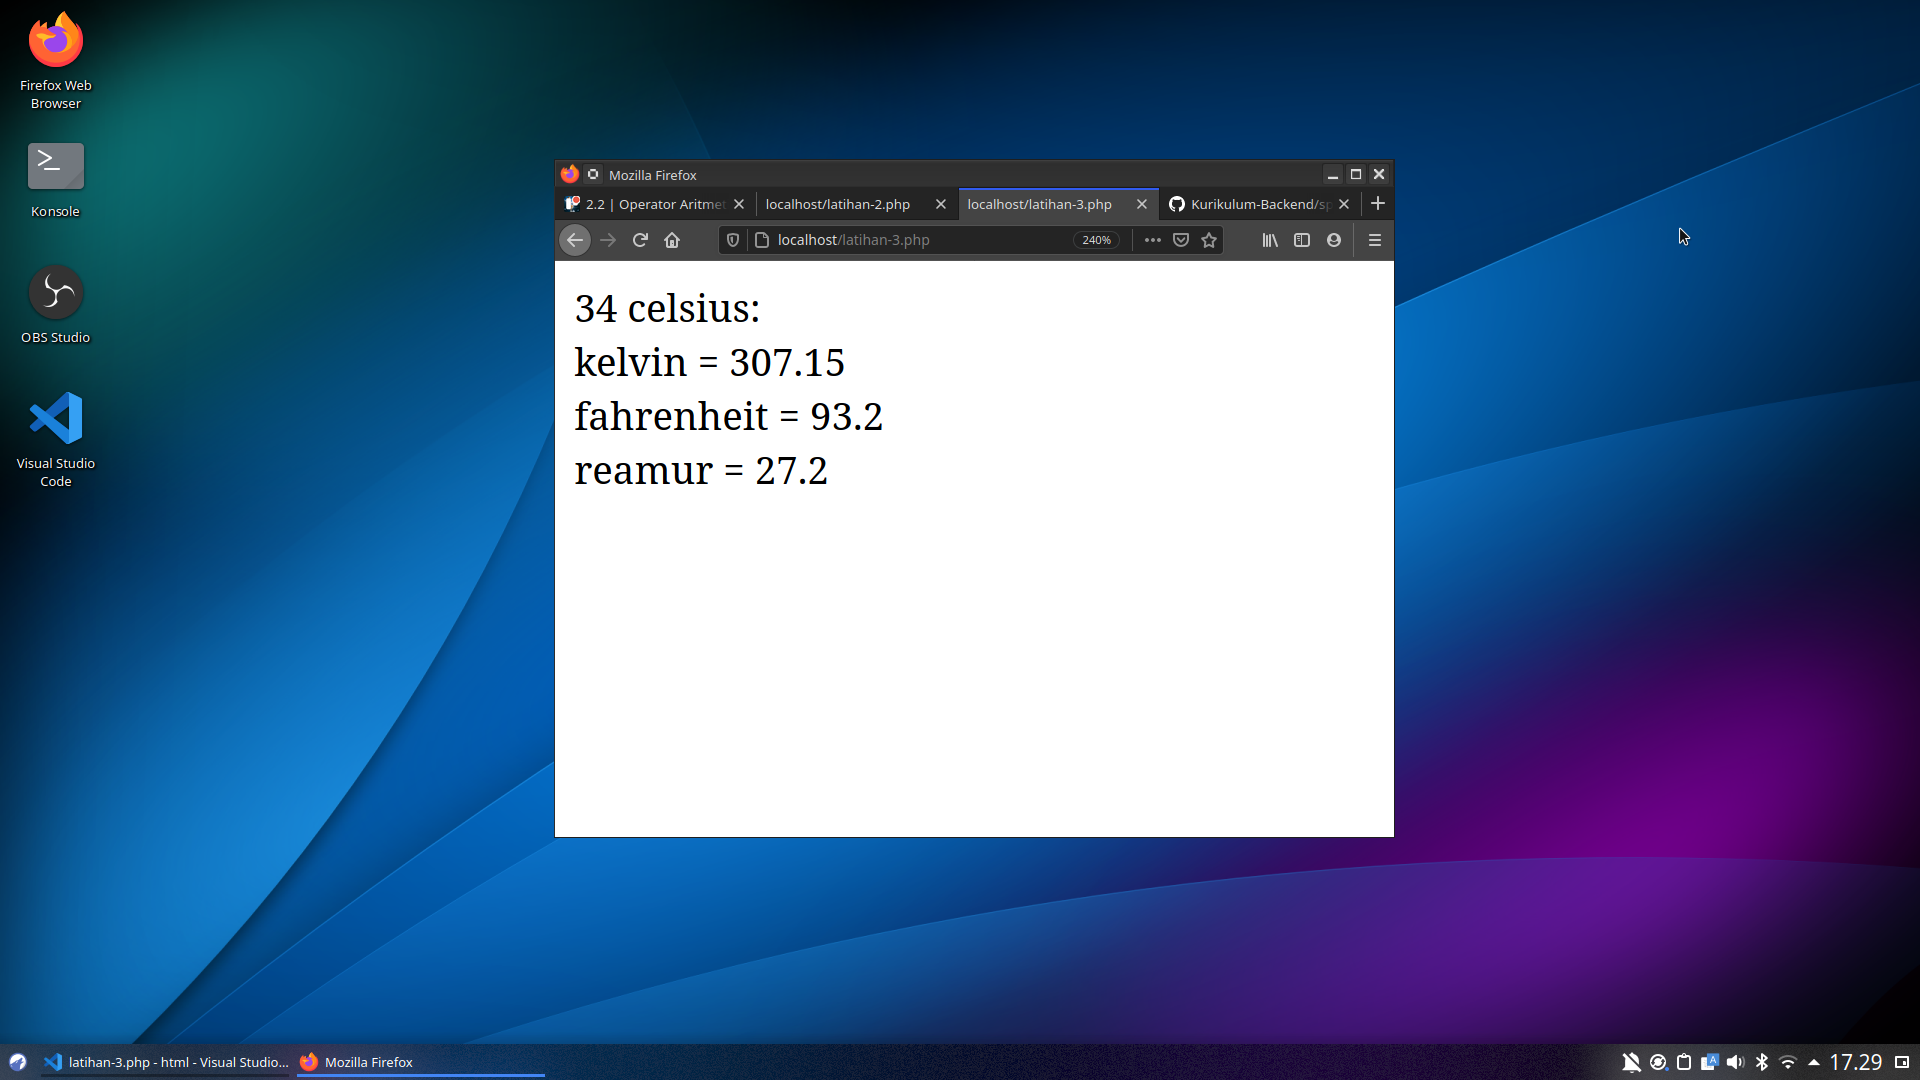 Firefox Web
Browser
Konsole
OBS Studio
Visual Studio
Code
Mozilla Firefox
2.2 | Operator Aritmet
localhost/latihan-2.php
localhost/latihan-3.php
Kurikulum-Backend/sp
localhost/latihan-3.php
240%
34 celsius:
kelvin = 307.15
fahrenheit = 93.2
reamur = 27.2
latihan-3.php - html - Visual Studio...
Mozilla Firefox
17.29